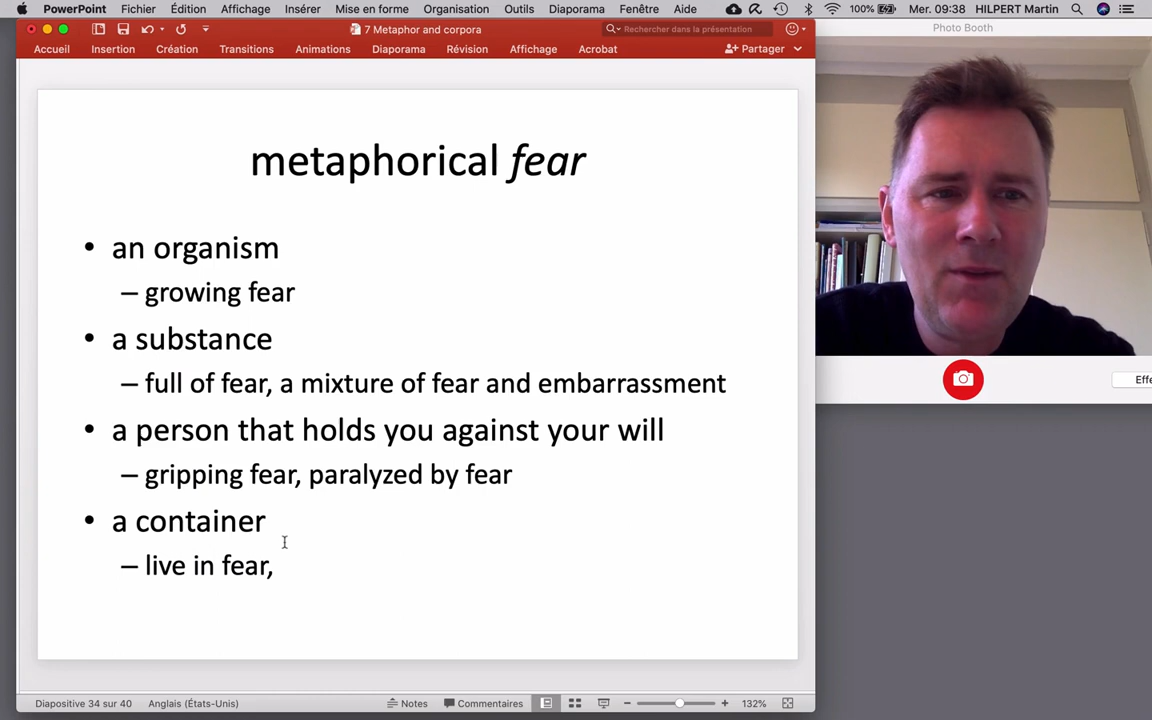 PowerPoint Fichier Édition Affichage Insérer Mise en forme Organisation Outils Diaporama Fenêtre Aide 100% Mer. 09:38 HILPERT Martin
7 Metaphor and corpora
Rechercher dans la présentation
Photo Booth
Accueil Insertion Création Transitions Animations Diaporama Révision Affichage Acrobat Partager
metaphorical fear
• an organism
– growing fear
• a substance
– full of fear, a mixture of fear and embarrassment
• a person that holds you against your will
– gripping fear, paralyzed by fear
• a container
– live in fear,
Effe
Diapositive 34 sur 40 Anglais (États-Unis) Notes Commentaires 132%